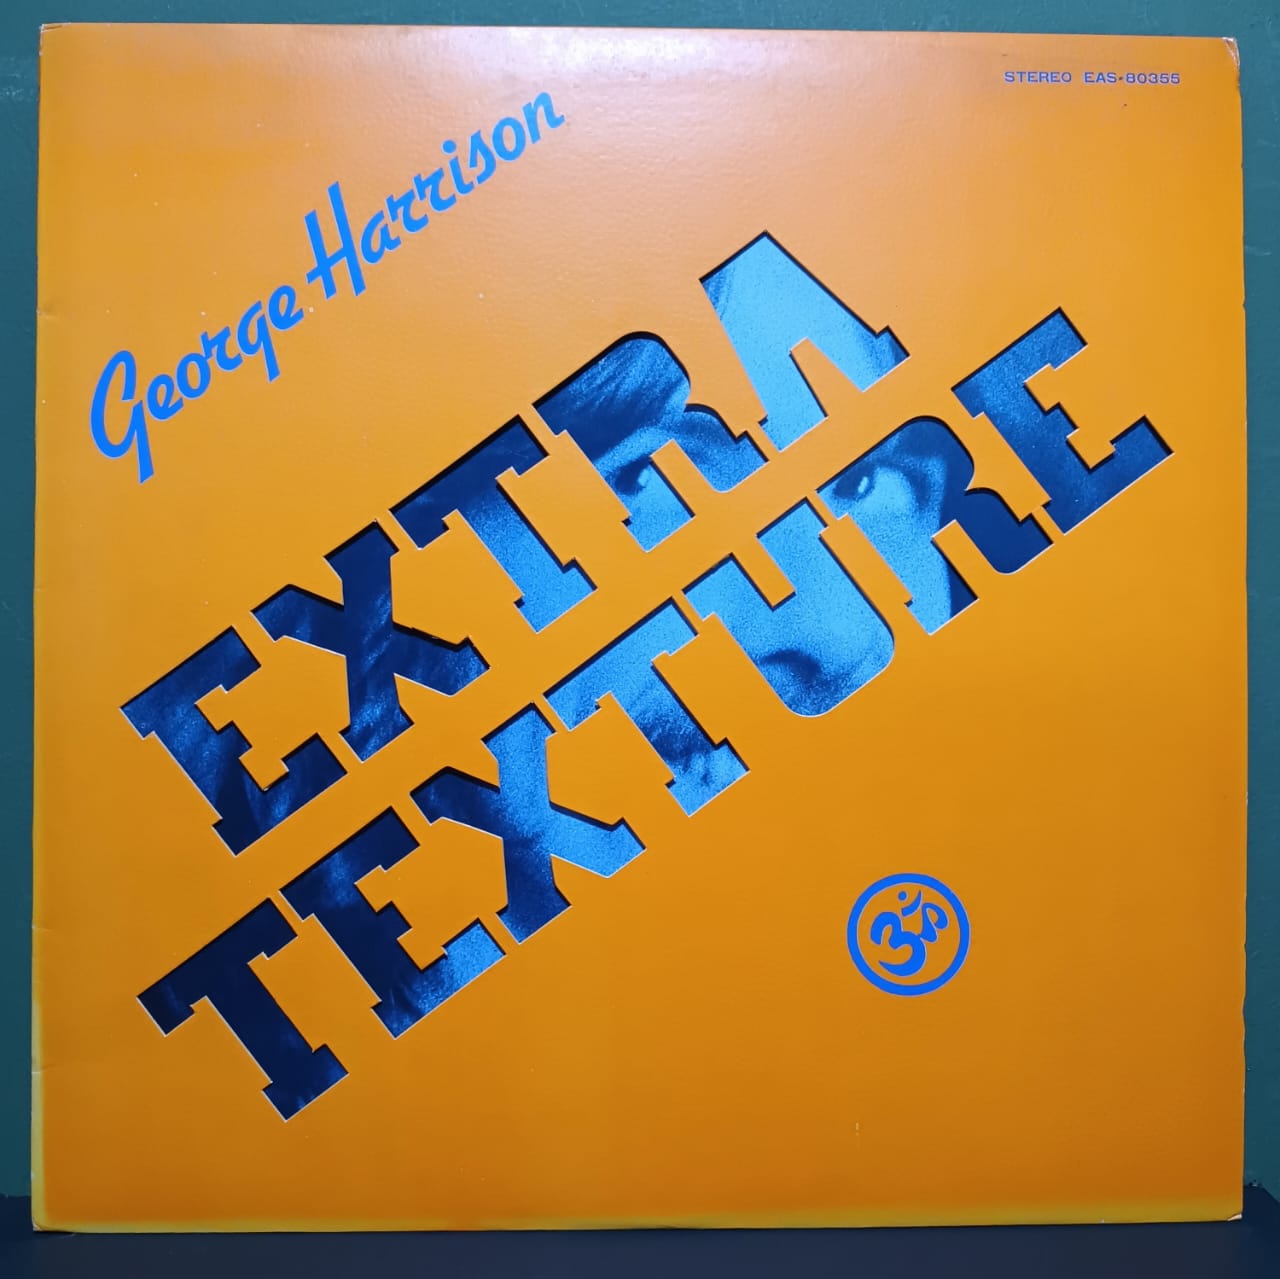 STEREO EAS-80355
George Harrison
EXTRA
TEXTURE
ॐ